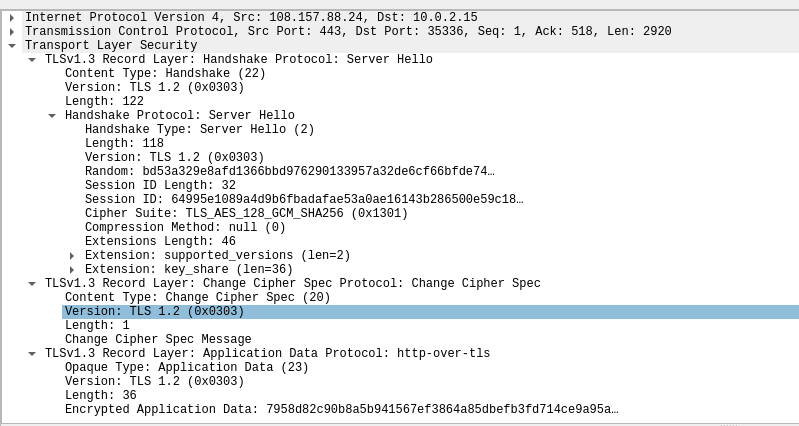 Internet Protocol Version 4, Src: 108.157.88.24, Dst: 10.0.2.15
Transmission Control Protocol, Src Port: 443, Dst Port: 35336, Seq: 1, Ack: 518, Len: 2920
Transport Layer Security
TLSv1.3 Record Layer: Handshake Protocol: Server Hello
Content Type: Handshake (22)
Version: TLS 1.2 (0x0303)
Length: 122
Handshake Protocol: Server Hello
Handshake Type: Server Hello (2)
Length: 118
Version: TLS 1.2 (0x0303)
Random: bd53a329e8afd1366bbd976290133957a32de6cf66bfde74…
Session ID Length: 32
Session ID: 64995e1089a4d9b6fbadafae53a0ae16143b286500e59c18…
Cipher Suite: TLS_AES_128_GCM_SHA256 (0x1301)
Compression Method: null (0)
Extensions Length: 46
Extension: supported_versions (len=2)
Extension: key_share (len=36)
TLSv1.3 Record Layer: Change Cipher Spec Protocol: Change Cipher Spec
Content Type: Change Cipher Spec (20)
Version: TLS 1.2 (0x0303)
Length: 1
Change Cipher Spec Message
TLSv1.3 Record Layer: Application Data Protocol: http-over-tls
Opaque Type: Application Data (23)
Version: TLS 1.2 (0x0303)
Length: 36
Encrypted Application Data: 7958d82c90b8a5b941567ef3864a85dbefb3fd714ce9a95a…